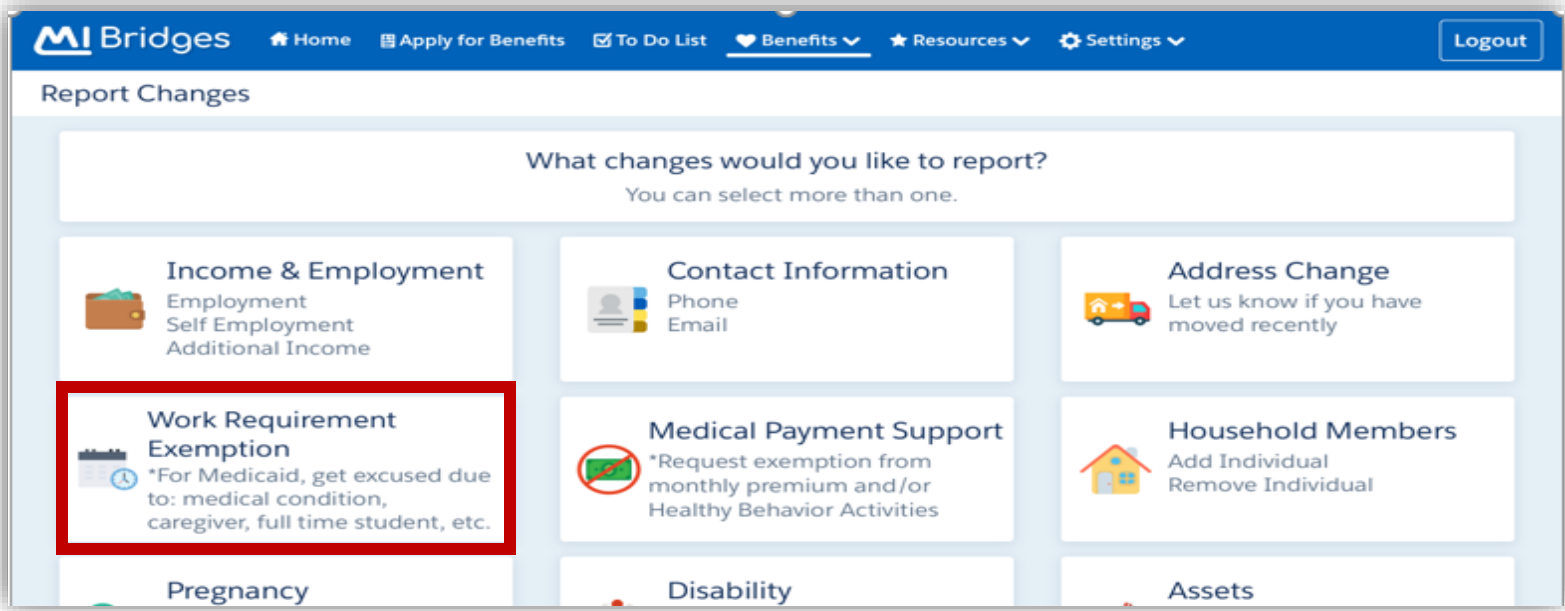 MI Bridges Home Apply for Benefits To Do List Benefits Resources Settings Logout
Report Changes
What changes would you like to report?
You can select more than one.
Income & Employment
Employment
Self Employment
Additional Income
Contact Information
Phone
Email
Address Change
Let us know if you have
moved recently
Work Requirement
Exemption
*For Medicaid, get excused due
to: medical condition,
caregiver, full time student, etc.
Medical Payment Support
*Request exemption from
monthly premium and/or
Healthy Behavior Activities
Household Members
Add Individual
Remove Individual
Pregnancy
Disability
Assets